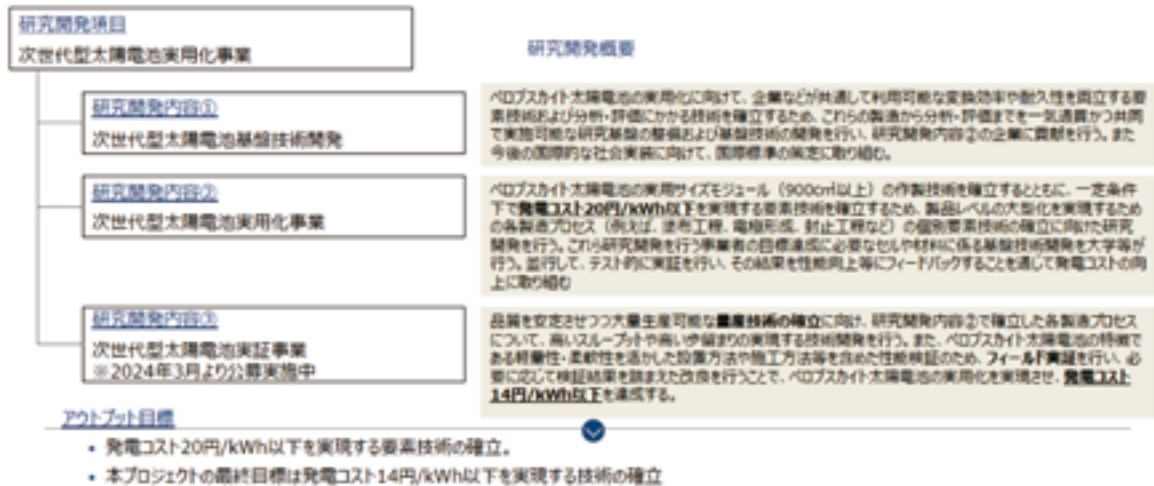 研究開発項目
次世代型太陽電池実用化事業
研究開発概要
研究開発内容①
次世代型太陽電池基盤技術開発
ペロブスカイト太陽電池の実用化に向けて、企業などが共通して利用可能な変換効率や耐久性を両立する要
素技術および分析・評価にかかる技術を確立するため、これらの製造から分析・評価までを一気通貫かつ共同
で実施可能な研究基盤の整備および基盤技術の開発を行い、研究開発内容②の企業に貢献を行う。また
今後の国際的な社会実装に向けて、国際標準の策定に取り組む。
研究開発内容②
次世代型太陽電池実用化事業
ペロブスカイト太陽電池の実用サイズモジュール（900c㎡以上）の作製技術を確立するとともに、一定条件
下で発電コスト20円/kWh以下を実現する要素技術を確立するため、製品レベルの大型化を実現するため
の各製造プロセス（例えば、塗布工程、電極形成、封止工程など）の個別要素技術の確立に向けた研究
開発を行う。これら研究開発を行う事業者の目標達成に必要なセルや材料に係る基盤技術開発を大学等が
行う。並行して、テスト的に実証を行い、その結果を性能向上等にフィードバックすることを通じて発電コストの向
上に取り組む
研究開発内容③
次世代型太陽電池実証事業
※2024年3月より公募実施中
品質を安定させつつ大量生産可能な量産技術の確立に向け、研究開発内容②で確立した各製造プロセス
について、高いスループットや高い歩留まりの実現する技術開発を行う。また、ペロブスカイト太陽電池の特徴で
ある軽量性・柔軟性を活かした設置方法や施工方法等を含めた性能検証のため、フィールド実証を行い、必
要に応じて検証結果を踏まえた改良を行うことで、ペロブスカイト太陽電池の実用化を実現させ、発電コスト
14円/kWh以下を達成する。
アウトプット目標
• 発電コスト20円/kWh以下を実現する要素技術の確立。
• 本プロジェクトの最終目標は発電コスト14円/kWh以下を実現する技術の確立